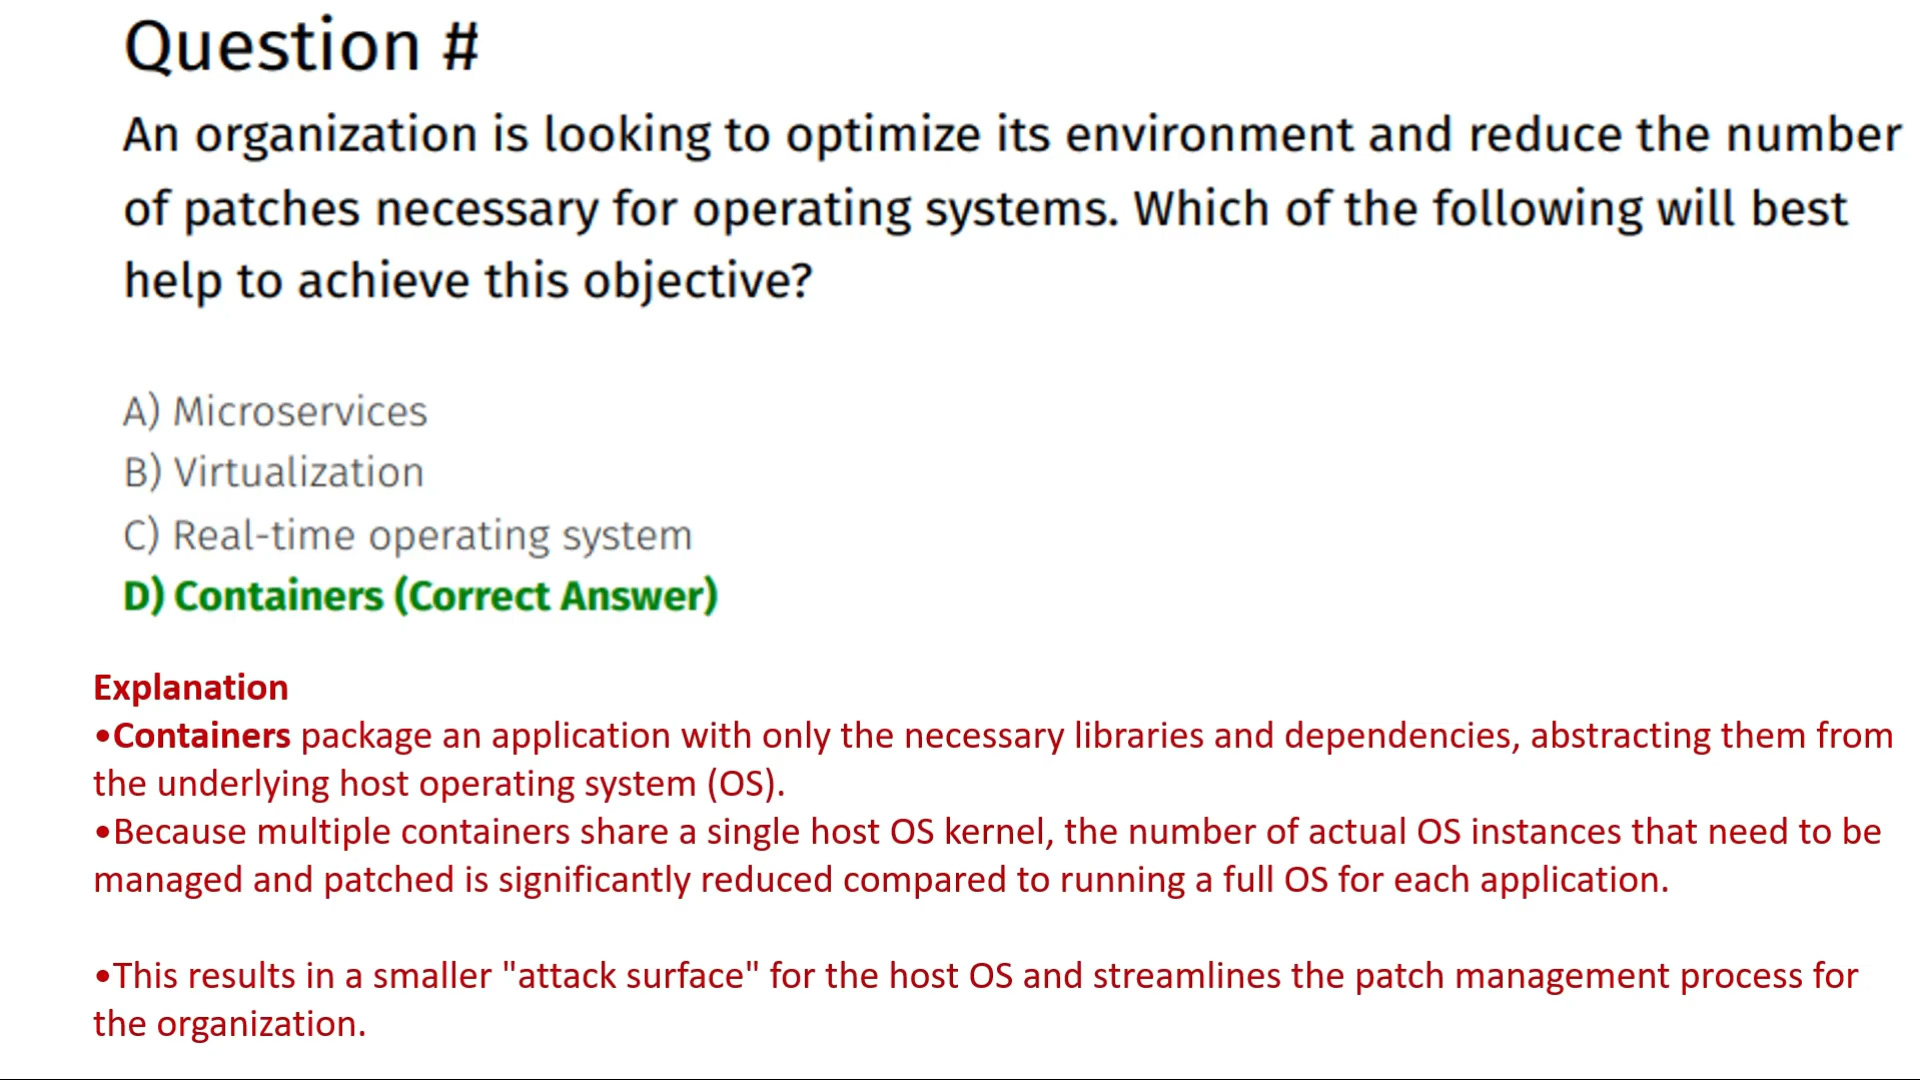 Question #
An organization is looking to optimize its environment and reduce the number
of patches necessary for operating systems. Which of the following will best
help to achieve this objective?
A) Microservices
B) Virtualization
C) Real-time operating system
D) Containers (Correct Answer)
Explanation
•Containers package an application with only the necessary libraries and dependencies, abstracting them from
the underlying host operating system (OS).
•Because multiple containers share a single host OS kernel, the number of actual OS instances that need to be
managed and patched is significantly reduced compared to running a full OS for each application.
•This results in a smaller "attack surface" for the host OS and streamlines the patch management process for
the organization.